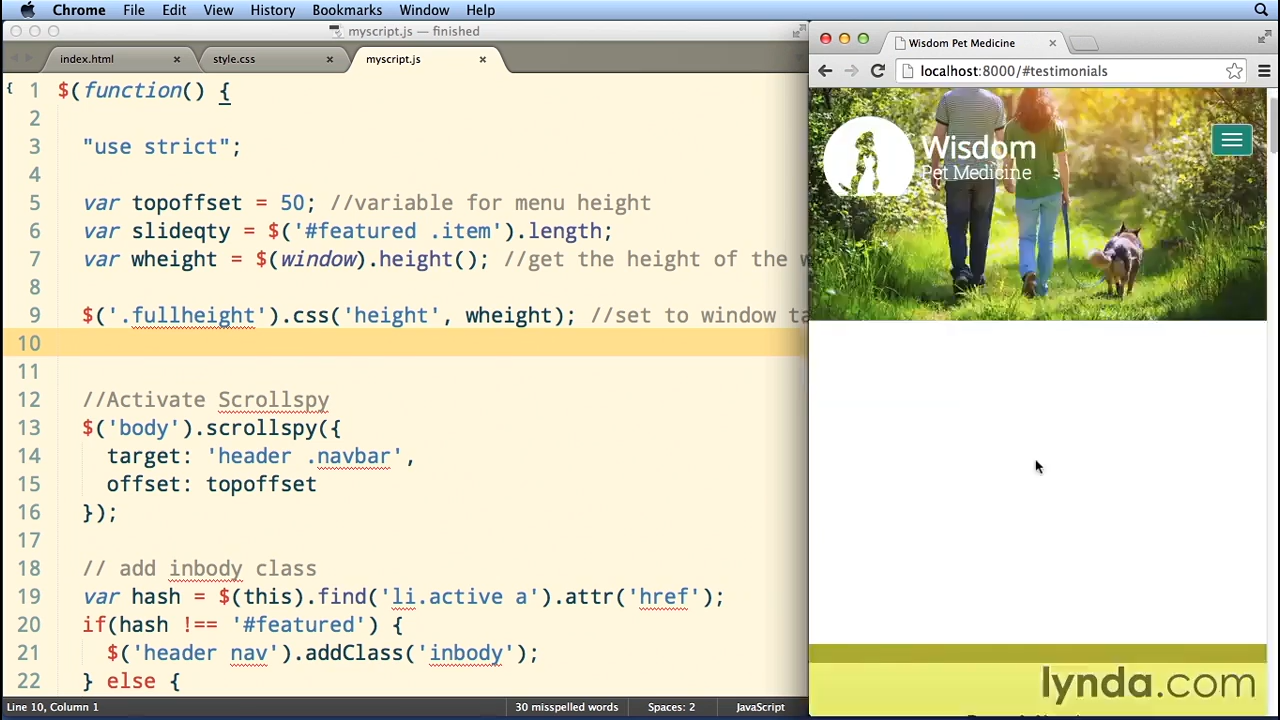 Chrome File Edit View History Bookmarks Window Help
myscript.js — finished
index.html style.css myscript.js
{ 1 $(function() {
2
3 "use strict";
4
5 var topoffset = 50; //variable for menu height
6 var slideqty = $('#featured .item').length;
7 var wheight = $(window).height(); //get the height of the w
8
9 $('.fullheight').css('height', wheight); //set to window ta
10
11
12 //Activate Scrollspy
13 $('body').scrollspy({
14 target: 'header .navbar',
15 offset: topoffset
16 });
17
18 // add inbody class
19 var hash = $(this).find('li.active a').attr('href');
20 if(hash !== '#featured') {
21 $('header nav').addClass('inbody');
22 } else {
Line 10, Column 1 30 misspelled words Spaces: 2 JavaScript
Wisdom Pet Medicine
localhost:8000/#testimonials
Wisdom
Pet Medicine
lynda.com